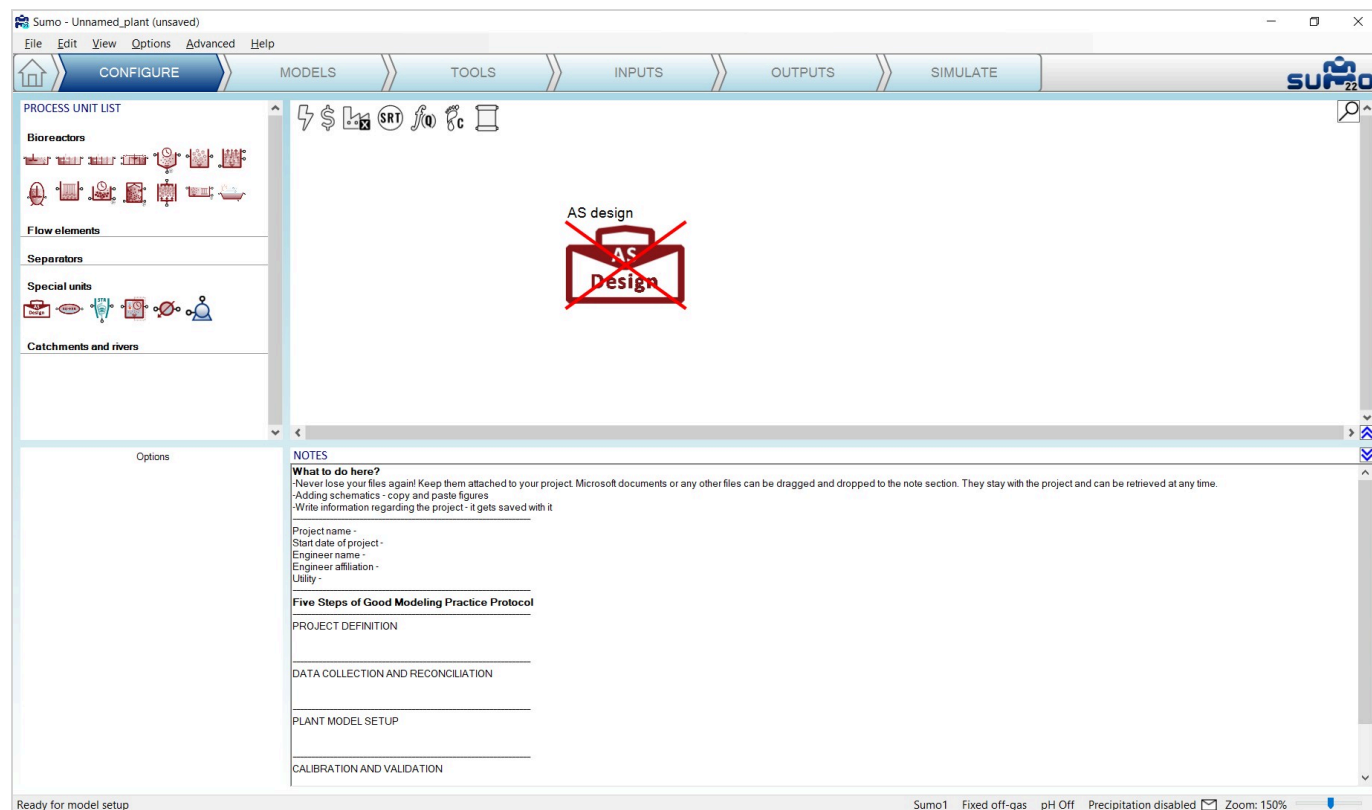 Sumo - Unnamed_plant (unsaved)
File Edit View Options Advanced Help
CONFIGURE MODELS TOOLS INPUTS OUTPUTS SIMULATE
SUMO 22
PROCESS UNIT LIST
Bioreactors
Flow elements
Separators
Special units
AS
Design
Catchments and rivers
SRT f(Q) C
AS design
AS
Design
Options
NOTES
What to do here?
-Never lose your files again! Keep them attached to your project. Microsoft documents or any other files can be dragged and dropped to the note section. They stay with the project and can be retrieved at any time.
-Adding schematics - copy and paste figures
-Write information regarding the project - it gets saved with it
Project name -
Start date of project -
Engineer name -
Engineer affiliation -
Utility -
Five Steps of Good Modeling Practice Protocol
PROJECT DEFINITION
DATA COLLECTION AND RECONCILIATION
PLANT MODEL SETUP
CALIBRATION AND VALIDATION
Ready for model setup
Sumo1 Fixed off-gas pH Off Precipitation disabled Zoom: 150%